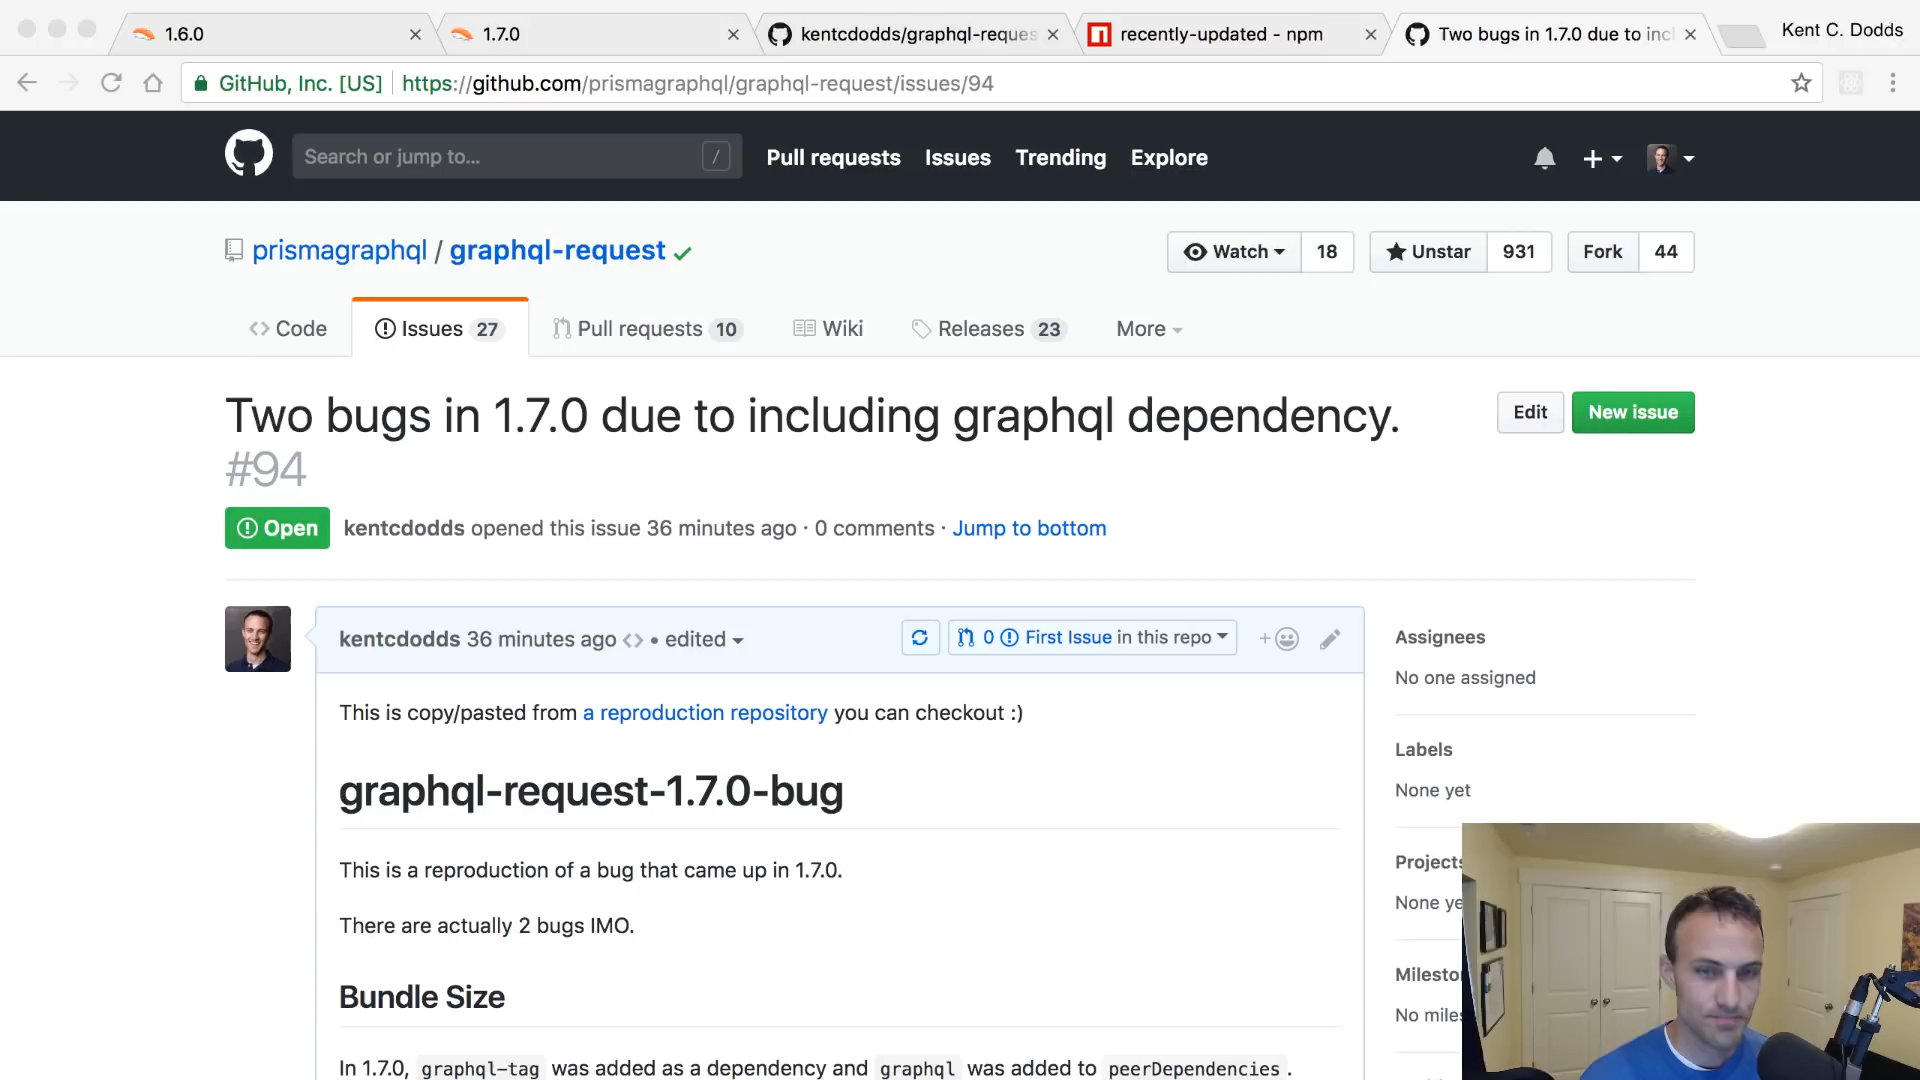 1.6.0
1.7.0
kentcdodds/graphql-reques
recently-updated - npm
Two bugs in 1.7.0 due to incl
Kent C. Dodds
GitHub, Inc. [US]
https://github.com/prismagraphql/graphql-request/issues/94
Search or jump to...
/
Pull requests
Issues
Trending
Explore
prismagraphql / graphql-request
Watch 18
Unstar 931
Fork 44
Code
Issues 27
Pull requests 10
Wiki
Releases 23
More
Two bugs in 1.7.0 due to including graphql dependency.
#94
Edit
New issue
Open
kentcdodds opened this issue 36 minutes ago · 0 comments · Jump to bottom
kentcdodds 36 minutes ago • edited
0 First Issue in this repo
This is copy/pasted from a reproduction repository you can checkout :)
graphql-request-1.7.0-bug
This is a reproduction of a bug that came up in 1.7.0.
There are actually 2 bugs IMO.
Bundle Size
In 1.7.0, graphql-tag was added as a dependency and graphql was added to peerDependencies.
Assignees
No one assigned
Labels
None yet
Projects
None ye
Milesto
No miles